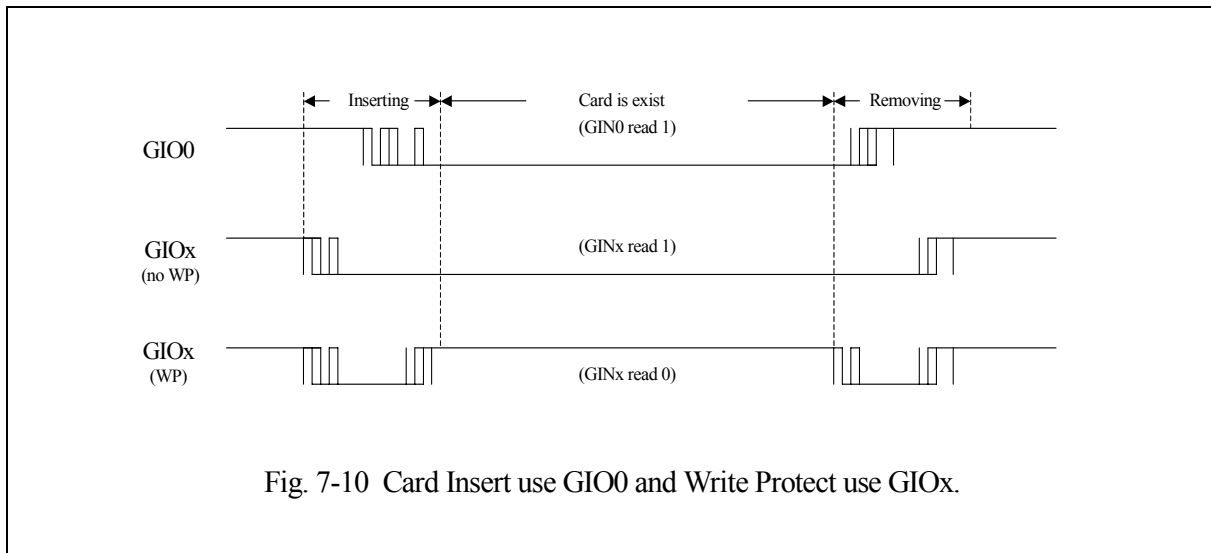 Inserting
Card is exist
Removing
(GIN0 read 1)
GIO0
GIOx
(no WP)
(GINx read 1)
GIOx
(WP)
(GINx read 0)
Fig. 7-10 Card Insert use GIO0 and Write Protect use GIOx.